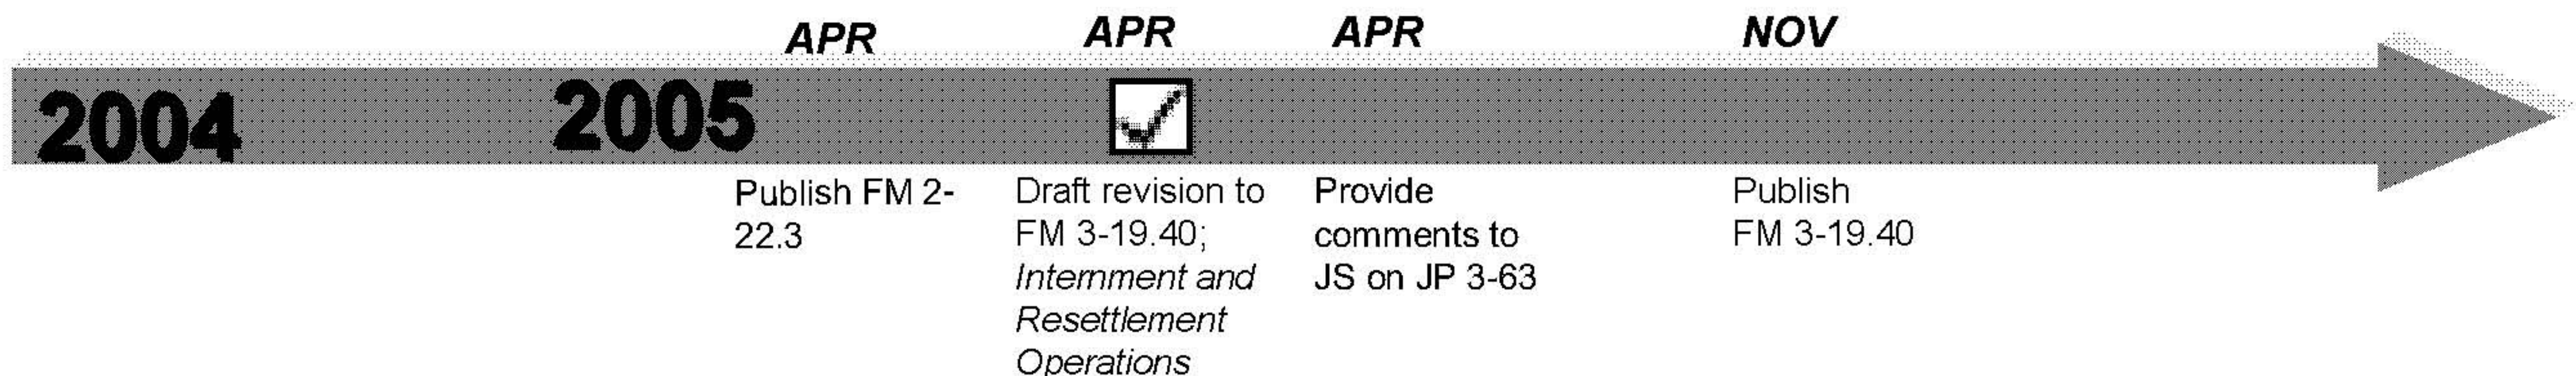 APR APR APR NOV
2004 2005
Publish FM 2-
22.3
Draft revision to
FM 3-19.40;
Internment and
Resettlement
Operations
Provide
comments to
JS on JP 3-63
Publish
FM 3-19.40